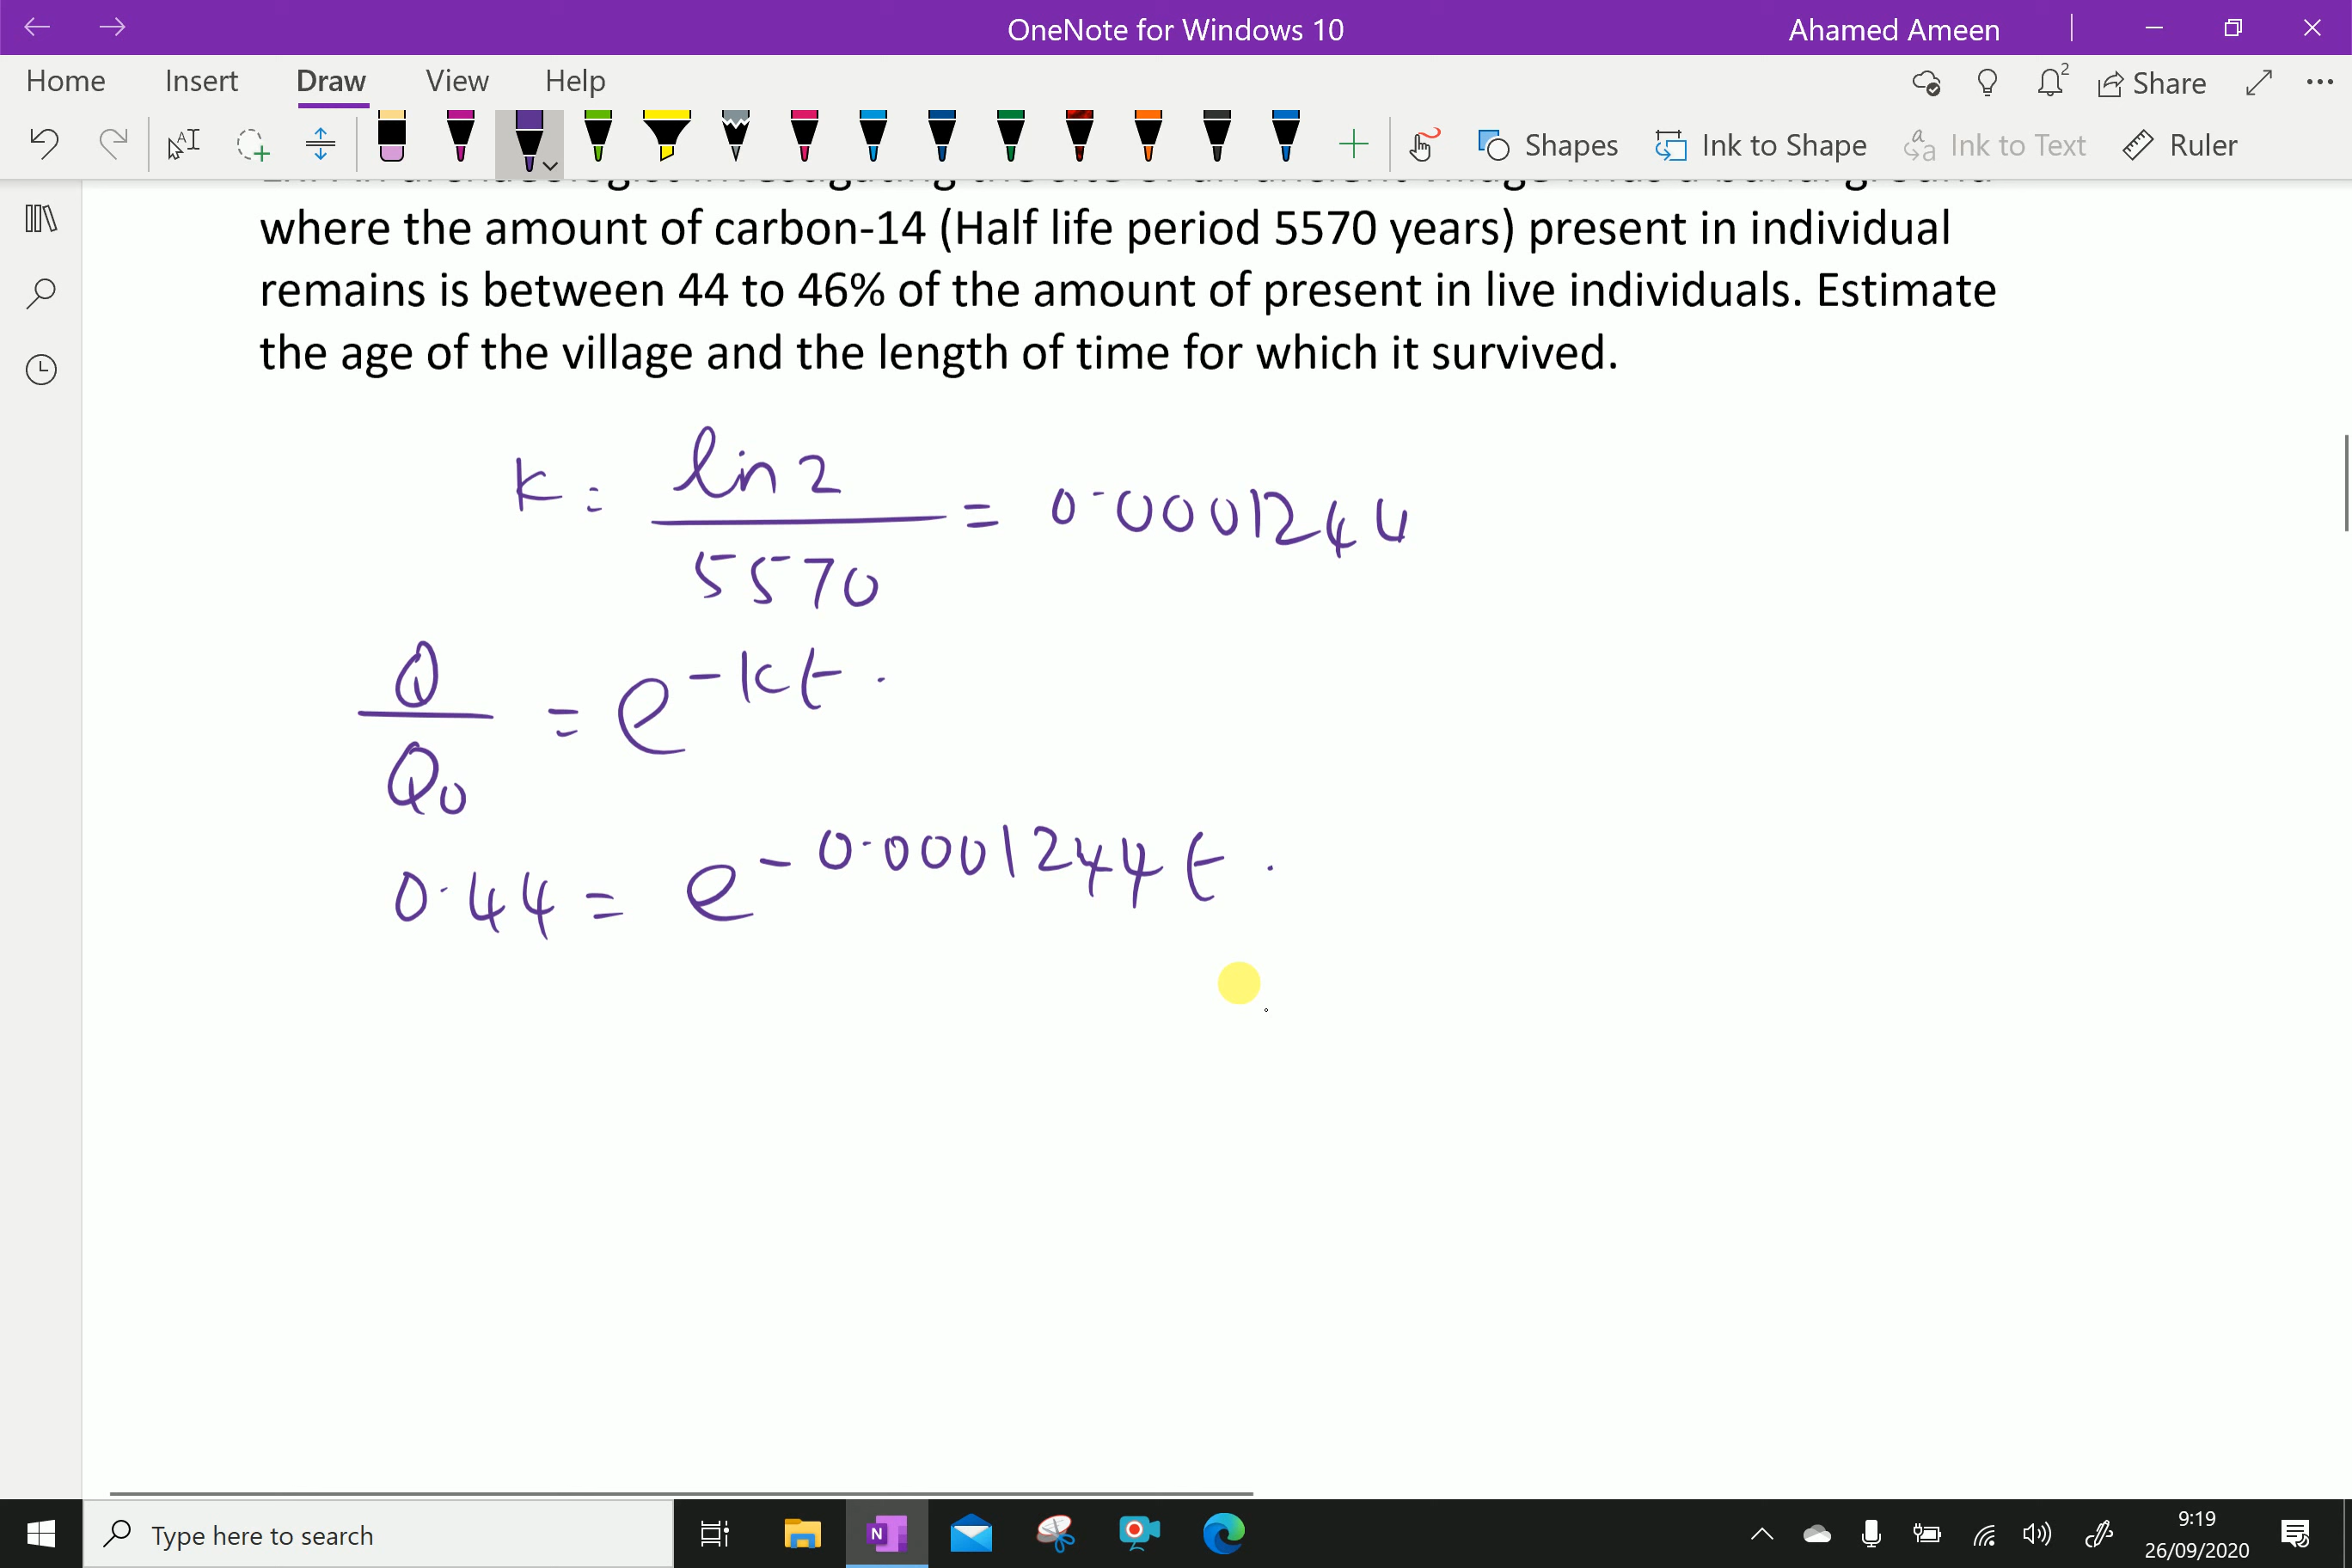 OneNote for Windows 10
Ahamed Ameen
Home Insert Draw View Help
2 Share
Shapes Ink to Shape Ink to Text Ruler
where the amount of carbon-14 (Half life period 5570 years) present in individual
remains is between 44 to 46% of the amount of present in live individuals. Estimate
the age of the village and the length of time for which it survived.
k = ln 2 / 5570 = 0.0001244
Q / Q₀ = e^-kt.
0.44 = e^-0.0001244t.
Type here to search
9:19
26/09/2020